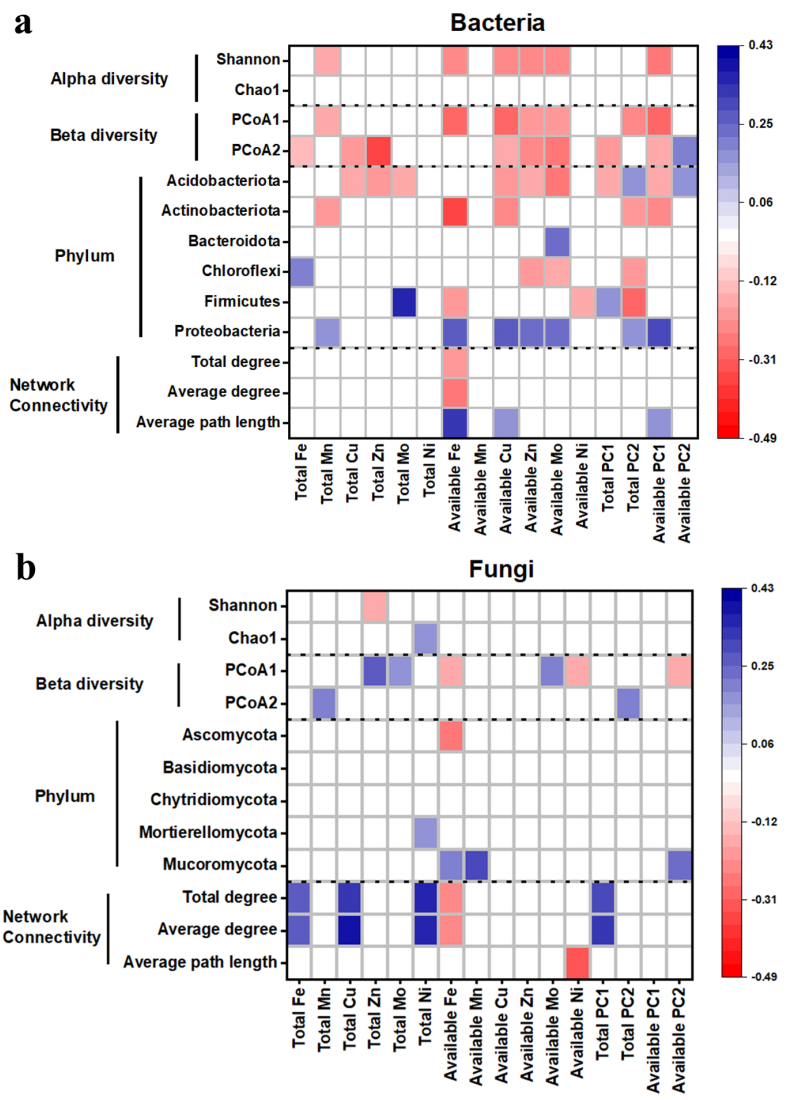 a
Bacteria
Alpha diversity
Shannon
Chao1
Beta diversity
PCoA1
PCoA2
Phylum
Acidobacteriota
Actinobacteriota
Bacteroidota
Chloroflexi
Firmicutes
Proteobacteria
Network
Connectivity
Total degree
Average degree
Average path length
Total Fe
Total Mn
Total Cu
Total Zn
Total Mo
Total Ni
Available Fe
Available Mn
Available Cu
Available Zn
Available Mo
Available Ni
Total PC1
Total PC2
Available PC1
Available PC2
0.43
0.25
0.06
-0.12
-0.31
-0.49
b
Fungi
Alpha diversity
Shannon
Chao1
Beta diversity
PCoA1
PCoA2
Phylum
Ascomycota
Basidiomycota
Chytridiomycota
Mortierellomycota
Mucoromycota
Network
Connectivity
Total degree
Average degree
Average path length
Total Fe
Total Mn
Total Cu
Total Zn
Total Mo
Total Ni
Available Fe
Available Mn
Available Cu
Available Zn
Available Mo
Available Ni
Total PC1
Total PC2
Available PC1
Available PC2
0.43
0.25
0.06
-0.12
-0.31
-0.49